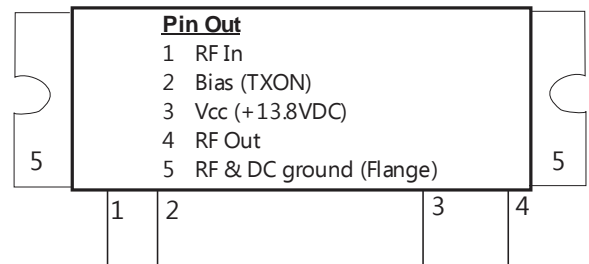 Pin Out
1 RF In
2 Bias (TXON)
3 Vcc (+13.8VDC)
4 RF Out
5 RF & DC ground (Flange)
5 5
1 2 3 4